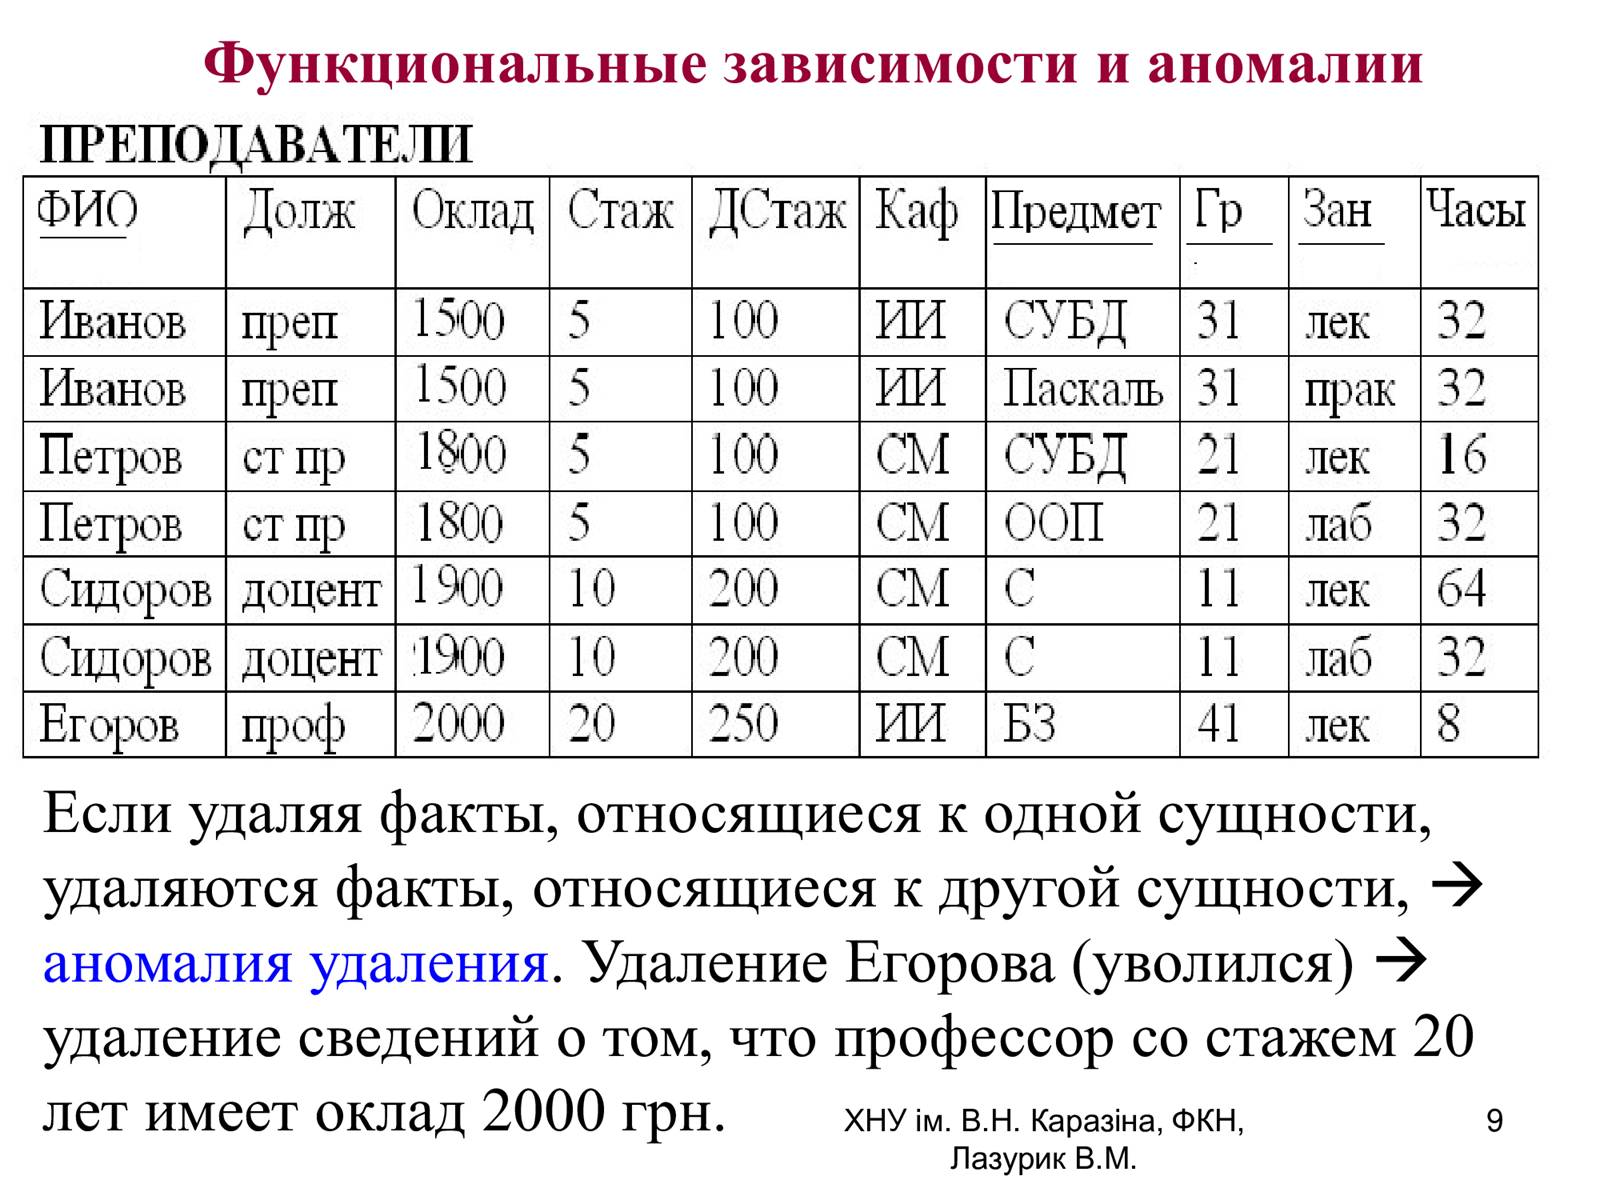 Функциональные зависимости и аномалии
ПРЕПОДАВАТЕЛИ
ФИО Долж Оклад Стаж ДСтаж Каф Предмет Гр Зан Часы
Иванов преп 1500 5 100 ИИ СУБД 31 лек 32
Иванов преп 1500 5 100 ИИ Паскаль 31 прак 32
Петров ст пр 1800 5 100 СМ СУБД 21 лек 16
Петров ст пр 1800 5 100 СМ ООП 21 лаб 32
Сидоров доцент 1900 10 200 СМ С 11 лек 64
Сидоров доцент 1900 10 200 СМ С 11 лаб 32
Егоров проф 2000 20 250 ИИ БЗ 41 лек 8
Если удаляя факты, относящиеся к одной сущности,
удаляются факты, относящиеся к другой сущности, →
аномалия удаления. Удаление Егорова (уволился) →
удаление сведений о том, что профессор со стажем 20
лет имеет оклад 2000 грн.
ХНУ ім. В.Н. Каразіна, ФКН,
Лазурик В.М.
9